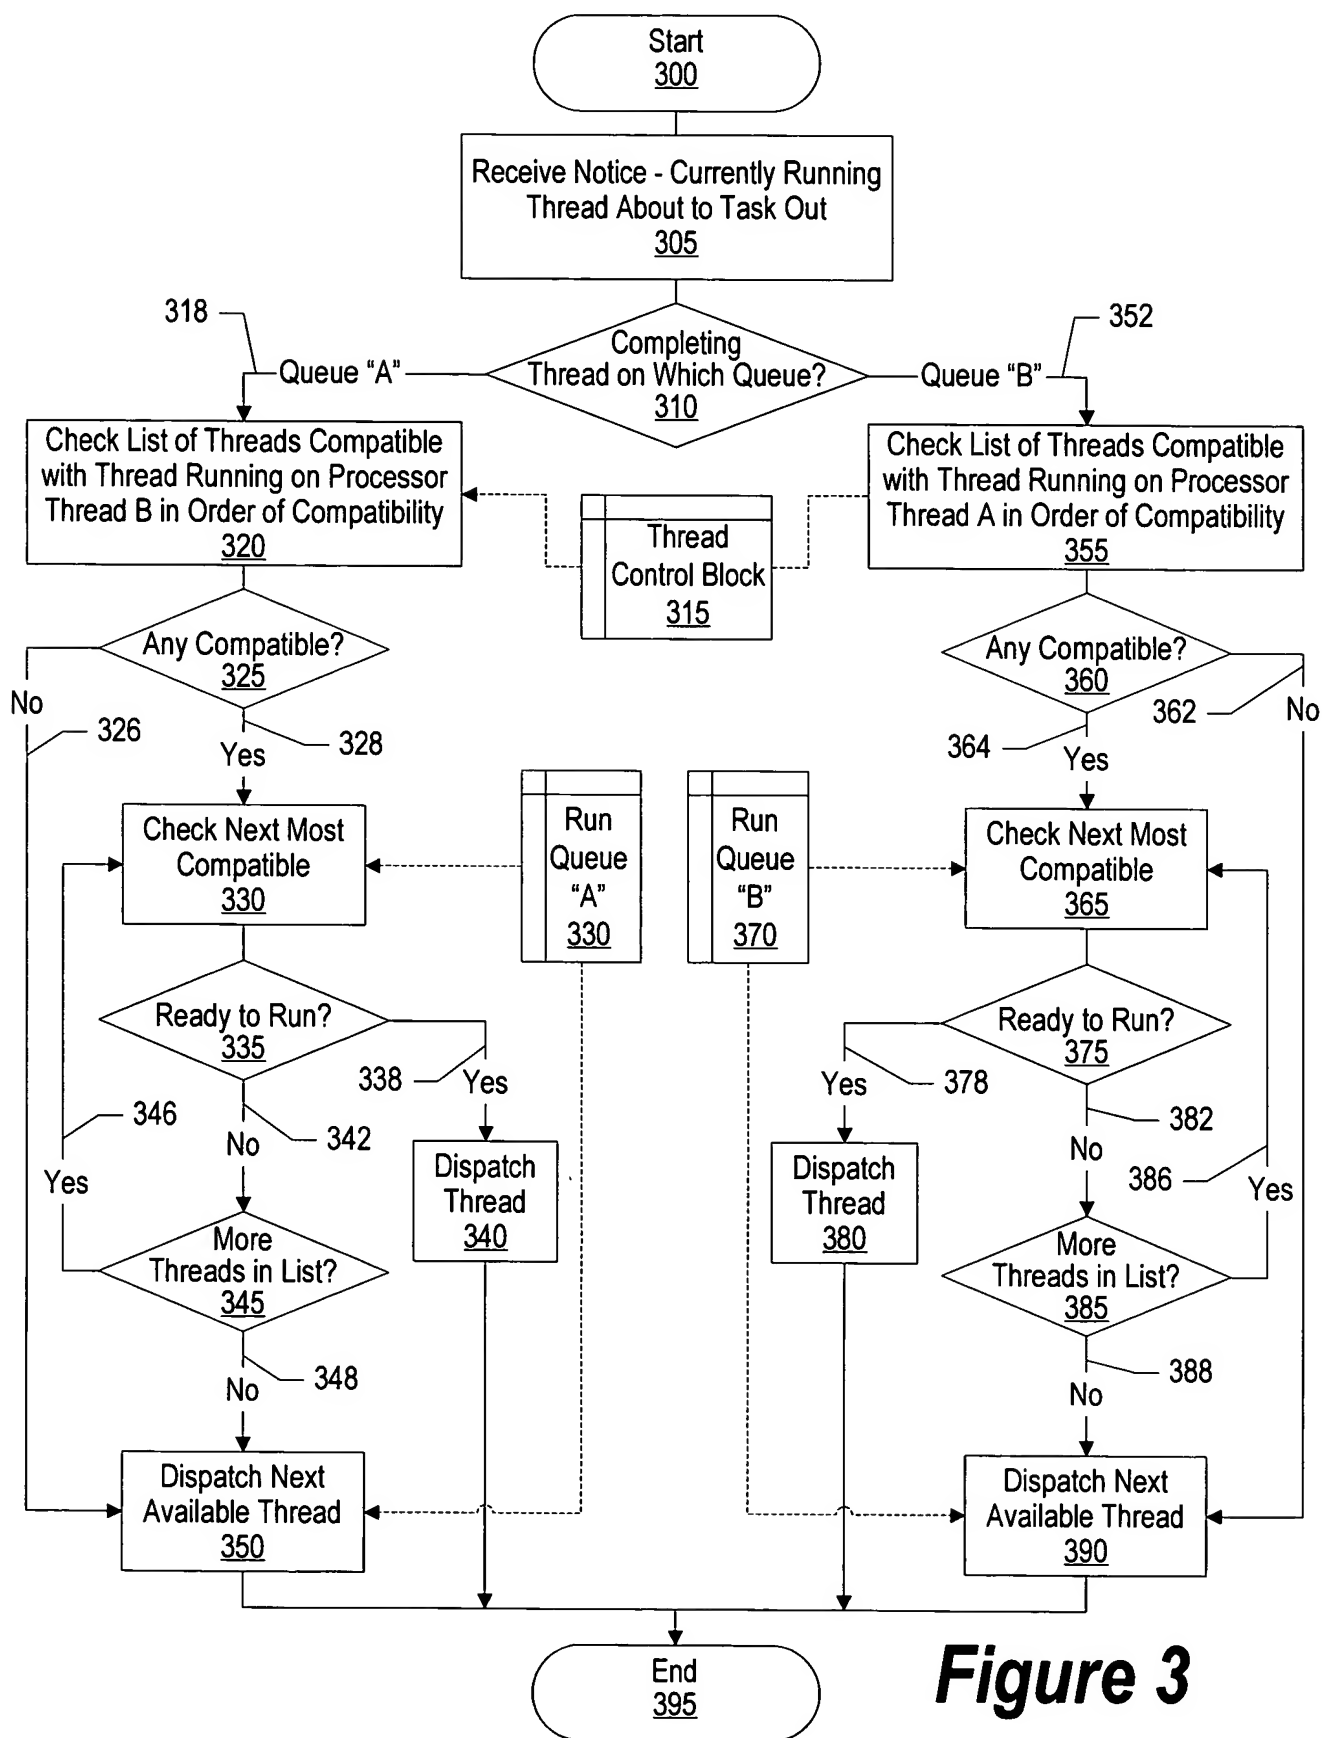 Start
300
Receive Notice - Currently Running
Thread About to Task Out
305
318
352
Completing
Thread on Which Queue?
310
Queue “A”
Queue “B”
Check List of Threads Compatible
with Thread Running on Processor
Thread B in Order of Compatibility
320
Thread
Control Block
315
Check List of Threads Compatible
with Thread Running on Processor
Thread A in Order of Compatibility
355
Any Compatible?
325
No
326
328
Yes
Any Compatible?
360
362
No
364
Yes
Check Next Most
Compatible
330
Run
Queue
“A”
330
Run
Queue
“B”
370
Check Next Most
Compatible
365
Ready to Run?
335
338
Yes
346
342
No
Yes
Dispatch
Thread
340
Ready to Run?
375
Yes
378
382
No
386
Yes
Dispatch
Thread
380
More
Threads in List?
345
348
No
More
Threads in List?
385
388
No
Dispatch Next
Available Thread
350
Dispatch Next
Available Thread
390
End
395
Figure 3